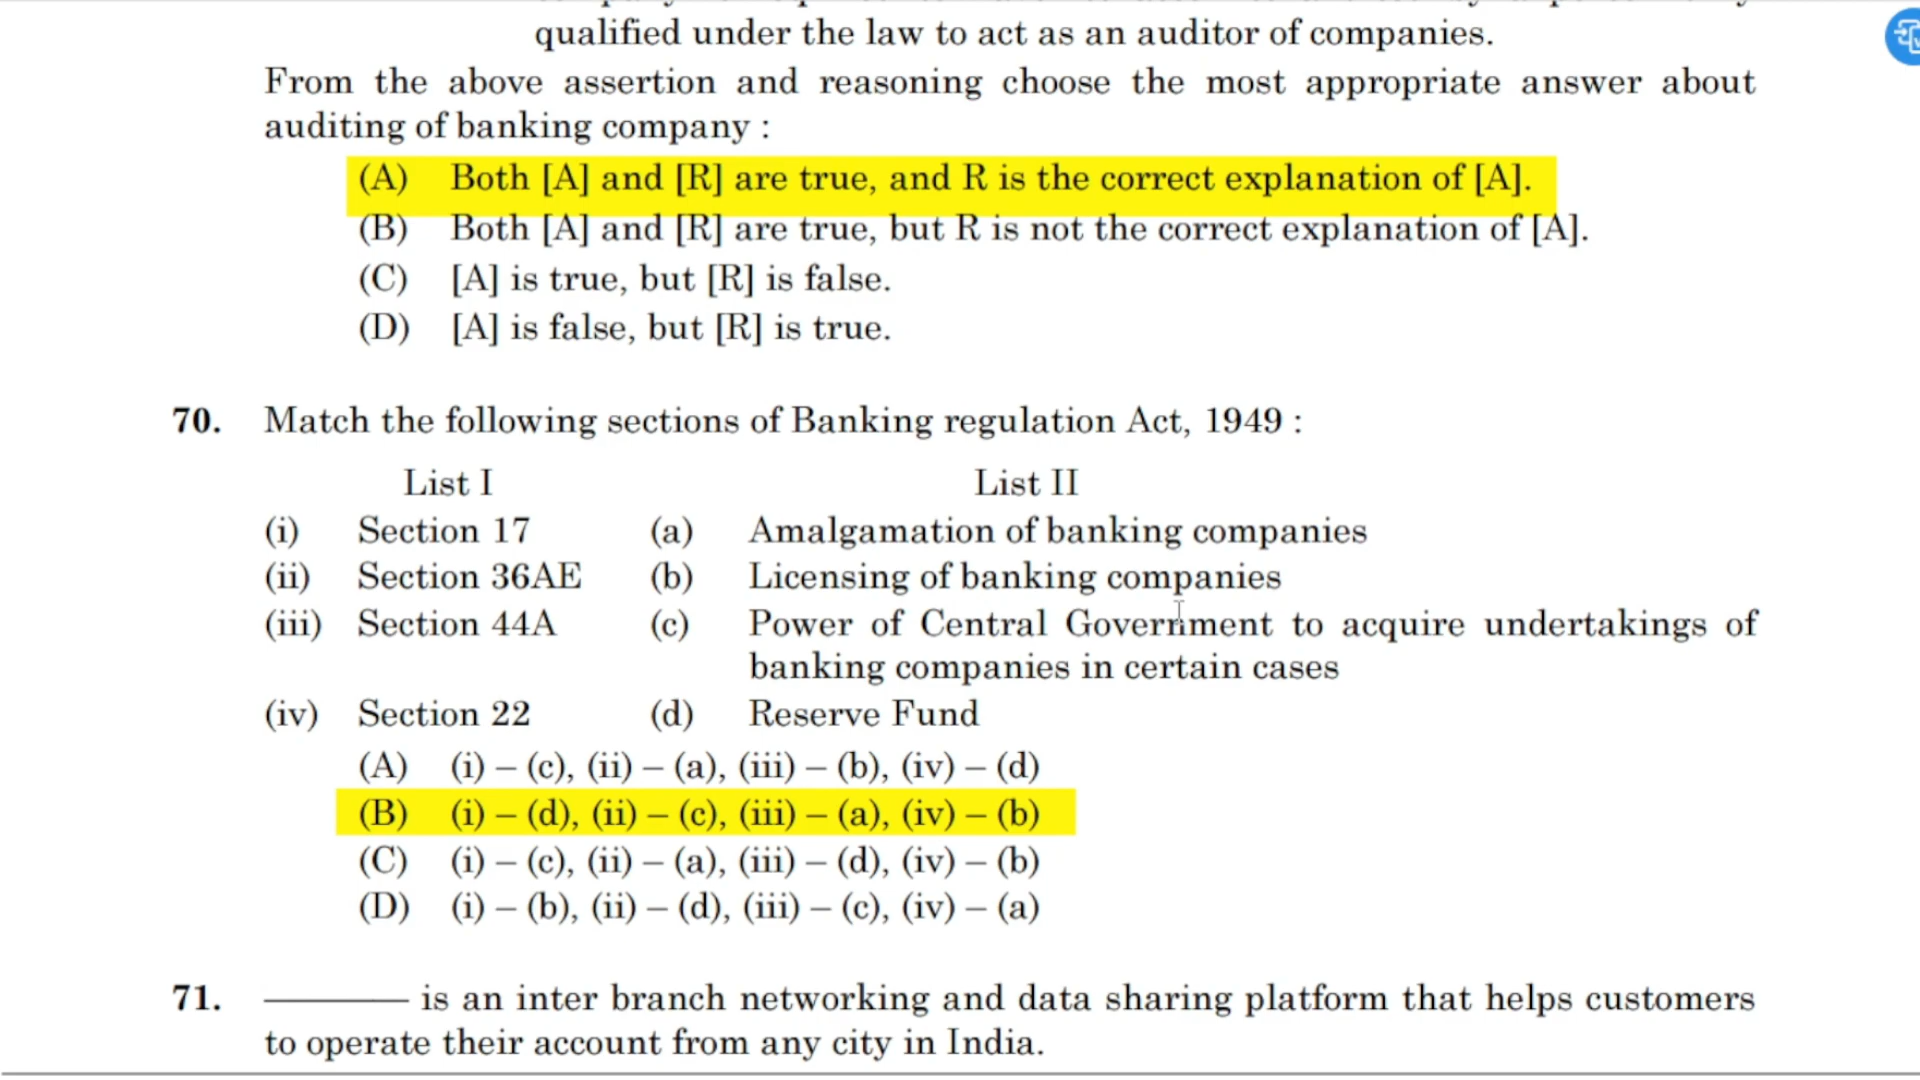 qualified under the law to act as an auditor of companies.
From the above assertion and reasoning choose the most appropriate answer about
auditing of banking company :
(A) Both [A] and [R] are true, and R is the correct explanation of [A].
(B) Both [A] and [R] are true, but R is not the correct explanation of [A].
(C) [A] is true, but [R] is false.
(D) [A] is false, but [R] is true.
70. Match the following sections of Banking regulation Act, 1949 :
List I List II
(i) Section 17 (a) Amalgamation of banking companies
(ii) Section 36AE (b) Licensing of banking companies
(iii) Section 44A (c) Power of Central Government to acquire undertakings of
banking companies in certain cases
(iv) Section 22 (d) Reserve Fund
(A) (i) – (c), (ii) – (a), (iii) – (b), (iv) – (d)
(B) (i) – (d), (ii) – (c), (iii) – (a), (iv) – (b)
(C) (i) – (c), (ii) – (a), (iii) – (d), (iv) – (b)
(D) (i) – (b), (ii) – (d), (iii) – (c), (iv) – (a)
71. ——— is an inter branch networking and data sharing platform that helps customers
to operate their account from any city in India.